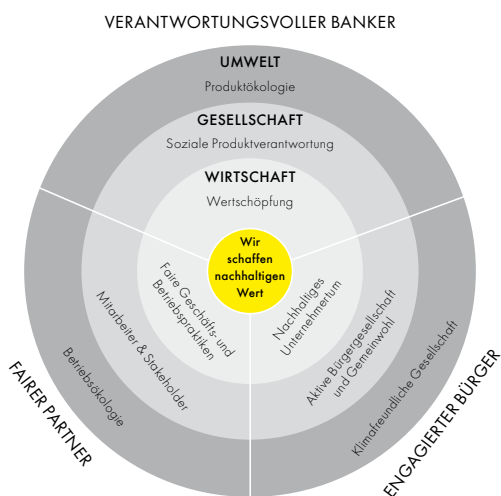 VERANTWORTUNGSVOLLER BANKER
UMWELT
Produktökologie
GESELLSCHAFT
Soziale Produktverantwortung
WIRTSCHAFT
Wertschöpfung
Wir
schaffen
nachhaltigen
Wert
Faire Geschäfts- und
Betriebspraktiken
Mitarbeiter & Stakeholder
Betriebsökologie
FAIRER PARTNER
Nachhaltiges
Unternehmertum
Aktive Bürgergesellschaft
und Gemeinwohl
Klimafreundliche Gesellschaft
ENGAGIERTER BÜRGER